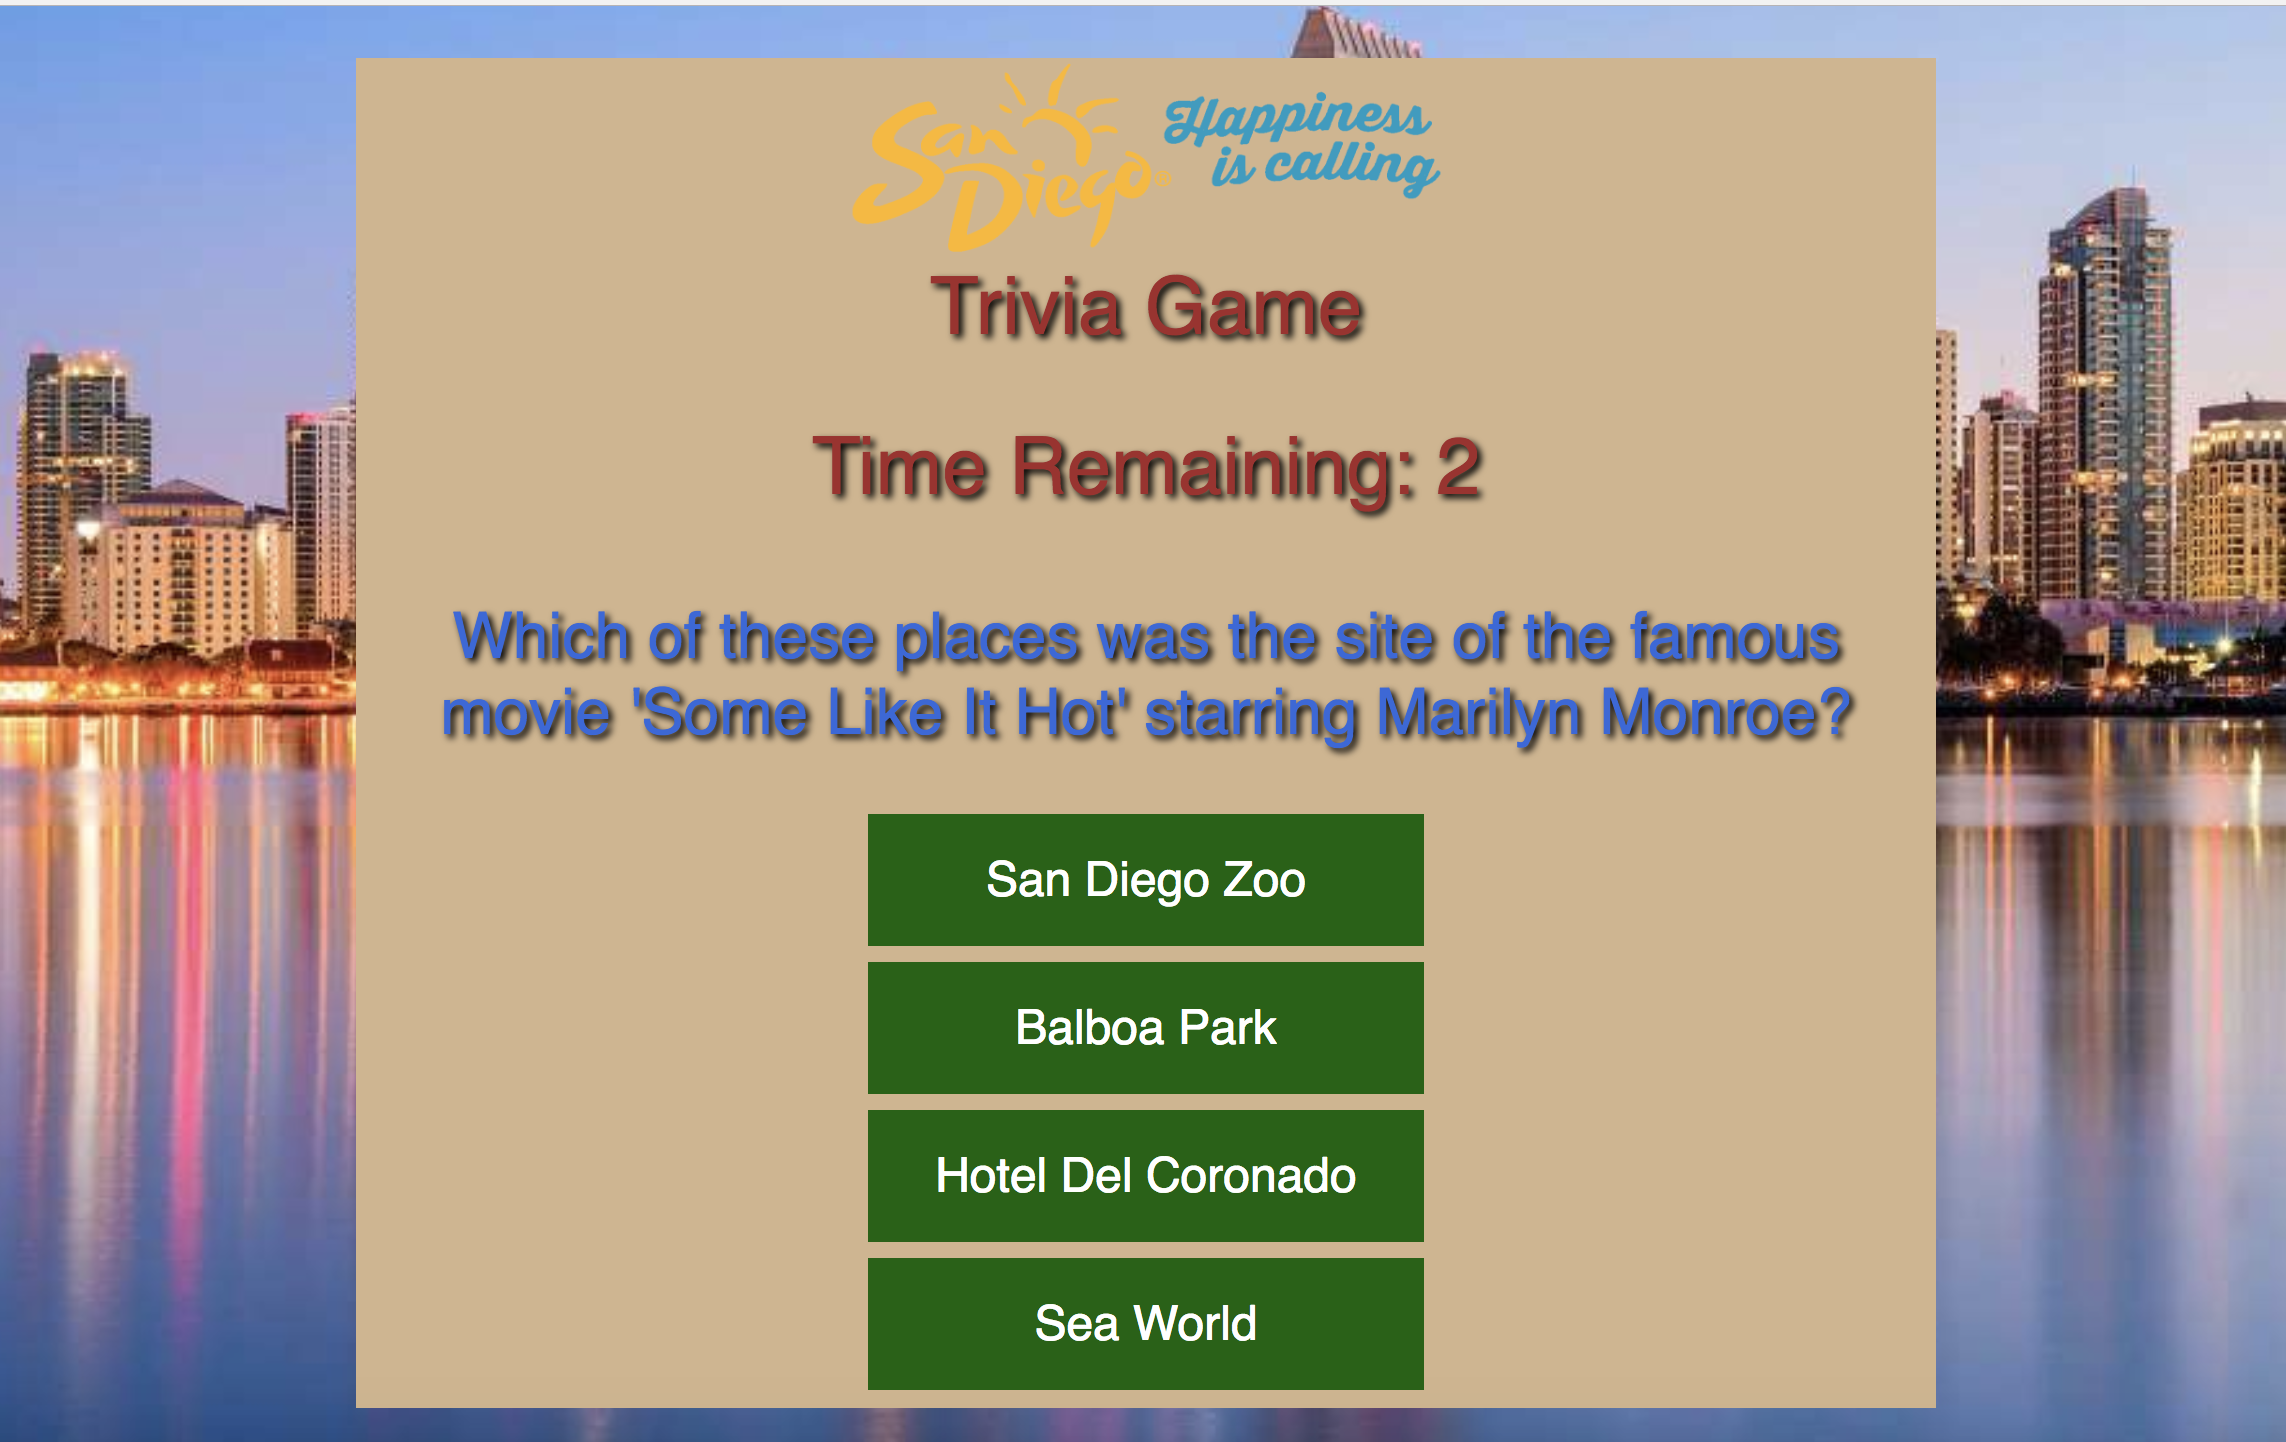 San
Diego®
Happiness
is calling
Trivia Game
Time Remaining: 2
Which of these places was the site of the famous
movie 'Some Like It Hot' starring Marilyn Monroe?
San Diego Zoo
Balboa Park
Hotel Del Coronado
Sea World